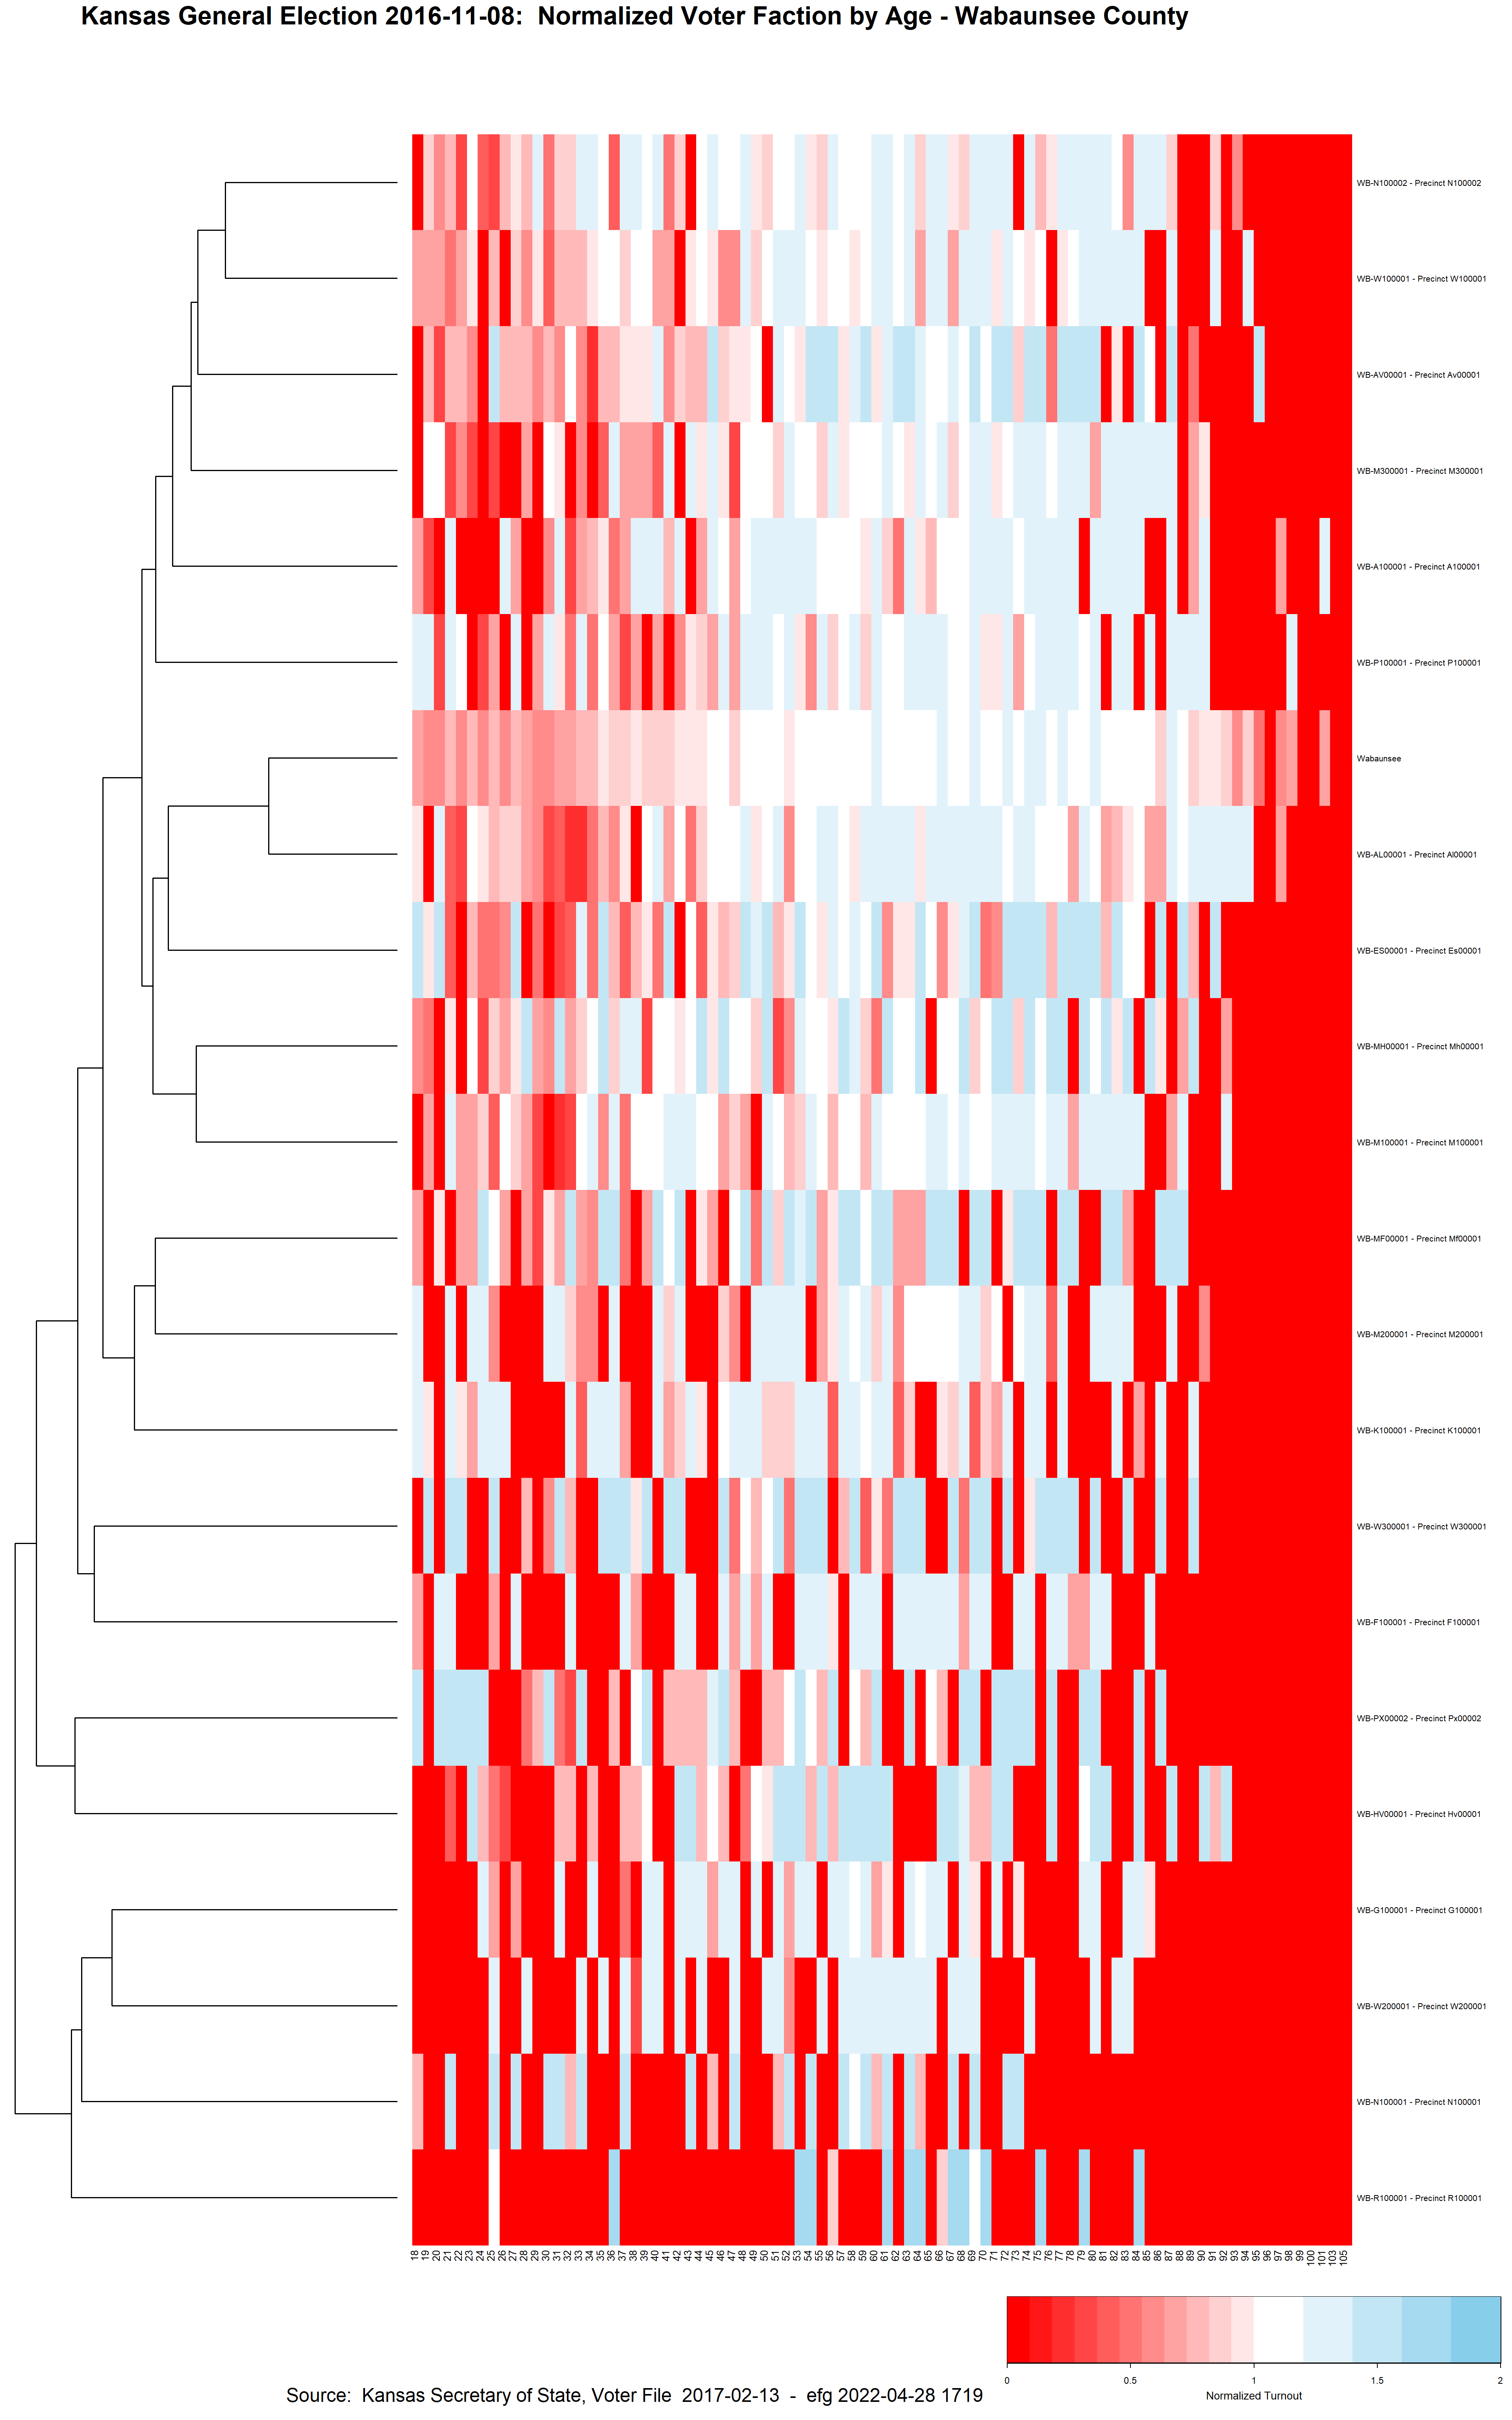 Kansas General Election 2016-11-08:  Normalized Voter Faction by Age - Wabaunsee County
WB-N100002 - Precinct N100002
WB-W100001 - Precinct W100001
WB-AV00001 - Precinct Av00001
WB-M300001 - Precinct M300001
WB-A100001 - Precinct A100001
WB-P100001 - Precinct P100001
Wabaunsee
WB-AL00001 - Precinct Al00001
WB-ES00001 - Precinct Es00001
WB-MH00001 - Precinct Mh00001
WB-M100001 - Precinct M100001
WB-MF00001 - Precinct Mf00001
WB-M200001 - Precinct M200001
WB-K100001 - Precinct K100001
WB-W300001 - Precinct W300001
WB-F100001 - Precinct F100001
WB-PX00002 - Precinct Px00002
WB-HV00001 - Precinct Hv00001
WB-G100001 - Precinct G100001
WB-W200001 - Precinct W200001
WB-N100001 - Precinct N100001
WB-R100001 - Precinct R100001
18 19 20 21 22 23 24 25 26 27 28 29 30 31 32 33 34 35 36 37 38 39 40 41 42 43 44 45 46 47 48 49 50 51 52 53 54 55 56 57 58 59 60 61 62 63 64 65 66 67 68 69 70 71 72 73 74 75 76 77 78 79 80 81 82 83 84 85 86 87 88 89 90 91 92 93 94 95 96 97 98 99 100 101 103 105
0 0.5 1 1.5 2
Normalized Turnout
Source:  Kansas Secretary of State, Voter File  2017-02-13  -  efg 2022-04-28 1719